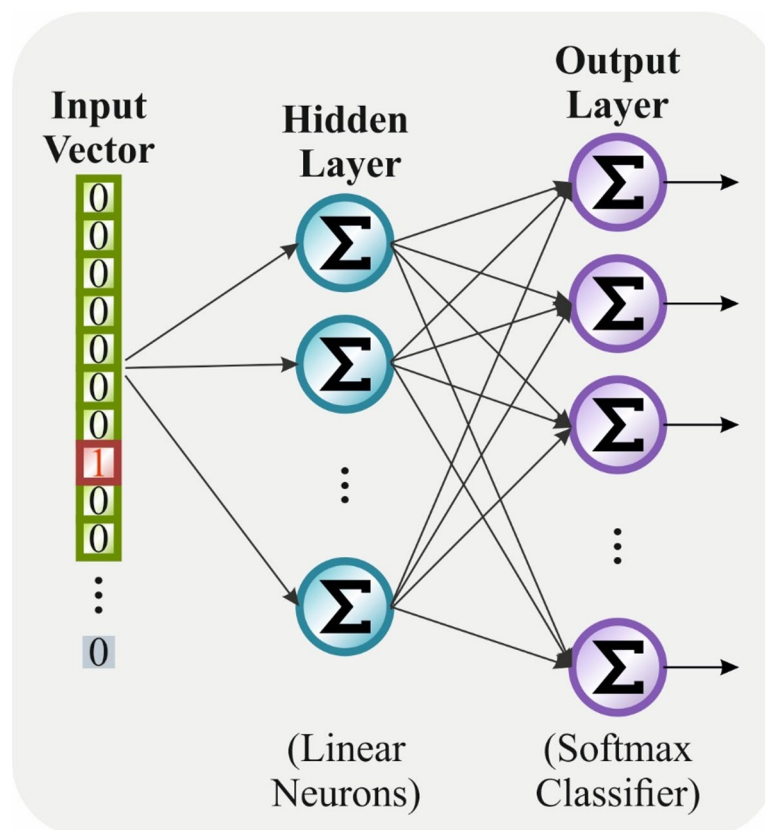 Input
Vector
0
0
0
0
0
0
0
1
0
0
⋮
0
Hidden
Layer
Σ
Σ
⋮
Σ
(Linear
Neurons)
Output
Layer
Σ
Σ
Σ
⋮
Σ
(Softmax
Classifier)